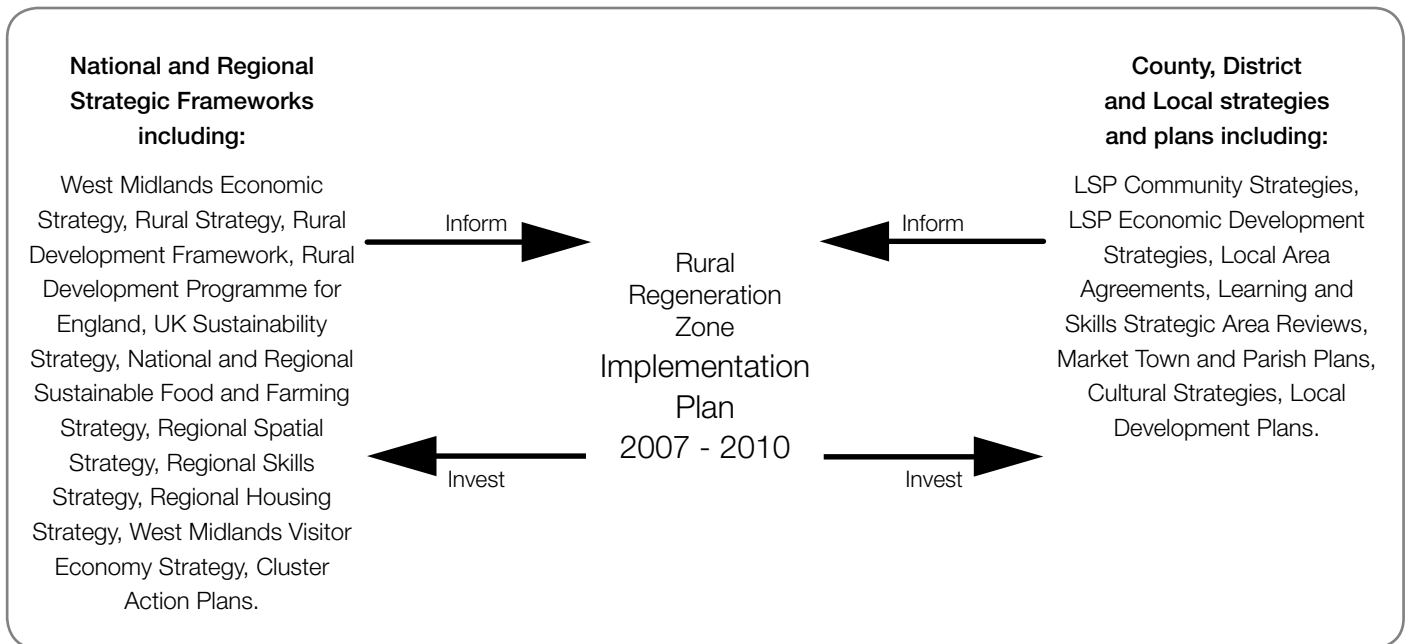 National and Regional
Strategic Frameworks
including:
West Midlands Economic
Strategy, Rural Strategy, Rural
Development Framework, Rural
Development Programme for
England, UK Sustainability
Strategy, National and Regional
Sustainable Food and Farming
Strategy, Regional Spatial
Strategy, Regional Skills
Strategy, Regional Housing
Strategy, West Midlands Visitor
Economy Strategy, Cluster
Action Plans.
Inform
Invest
Rural
Regeneration
Zone
Implementation
Plan
2007 - 2010
Inform
Invest
County, District
and Local strategies
and plans including:
LSP Community Strategies,
LSP Economic Development
Strategies, Local Area
Agreements, Learning and
Skills Strategic Area Reviews,
Market Town and Parish Plans,
Cultural Strategies, Local
Development Plans.